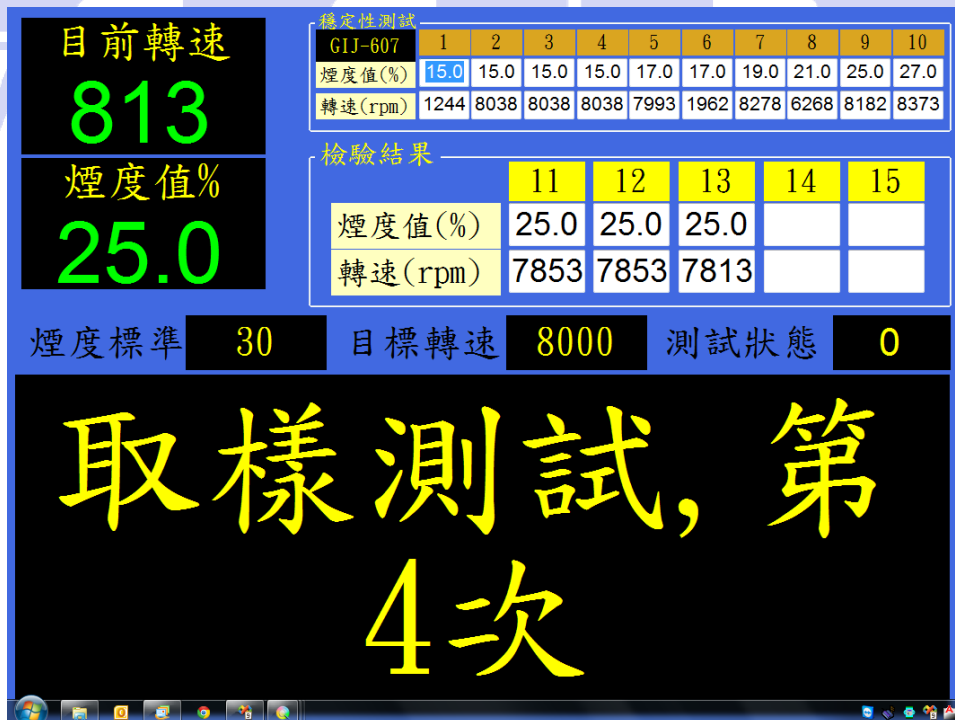 目前轉速
813
煙度值%
25.0
穩定性測試
GIJ-607 1 2 3 4 5 6 7 8 9 10
煙度值(%) 15.0 15.0 15.0 15.0 17.0 17.0 19.0 21.0 25.0 27.0
轉速(rpm) 1244 8038 8038 8038 7993 1962 8278 6268 8182 8373
檢驗結果
11 12 13 14 15
煙度值(%) 25.0 25.0 25.0
轉速(rpm) 7853 7853 7813
煙度標準 30 目標轉速 8000 測試狀態 0
取樣測試, 第
4次